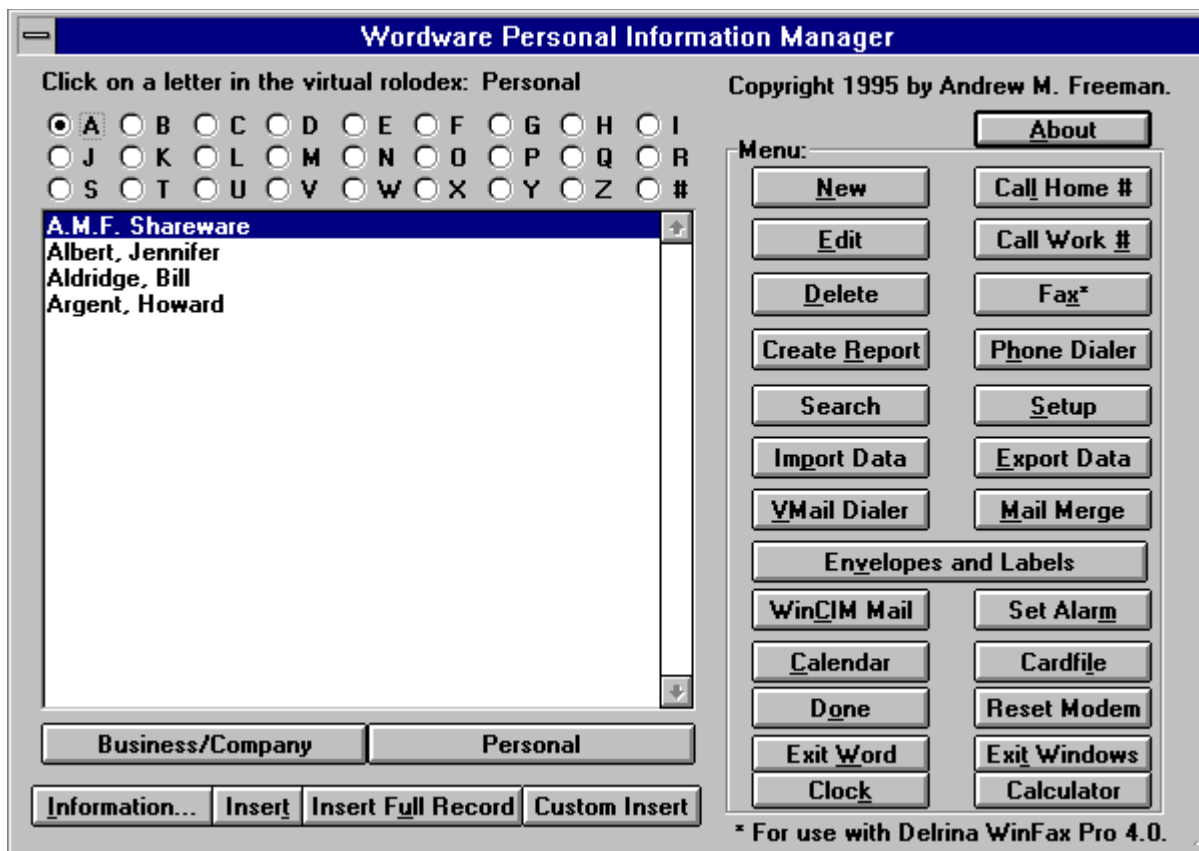 Wordware Personal Information Manager
Click on a letter in the virtual rolodex: Personal
Copyright 1995 by Andrew M. Freeman.
A B C D E F G H I
J K L M N O P Q R
S T U V W X Y Z #
About
A.M.F. Shareware
Albert, Jennifer
Aldridge, Bill
Argent, Howard
Business/Company Personal
Information... Insert Insert Full Record Custom Insert
Menu:
New Call Home #
Edit Call Work #
Delete Fax*
Create Report Phone Dialer
Search Setup
Import Data Export Data
VMail Dialer Mail Merge
Envelopes and Labels
WinCIM Mail Set Alarm
Calendar Cardfile
Done Reset Modem
Exit Word Exit Windows
Clock Calculator
* For use with Delrina WinFax Pro 4.0.